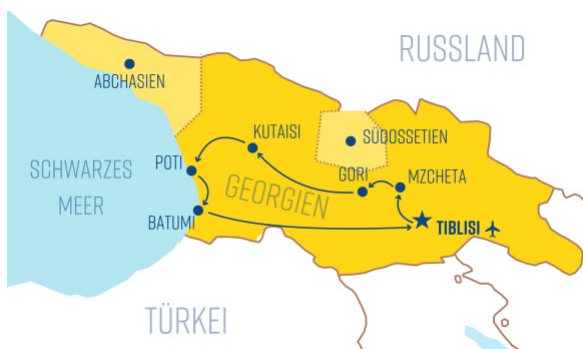 RUSSLAND
ABCHASIEN
KUTAISI
SÜDOSSETIEN
SCHWARZES
MEER
POTI
GORI
MZCHETA
GEORGIEN
BATUMI
TIBLISI
TÜRKEI